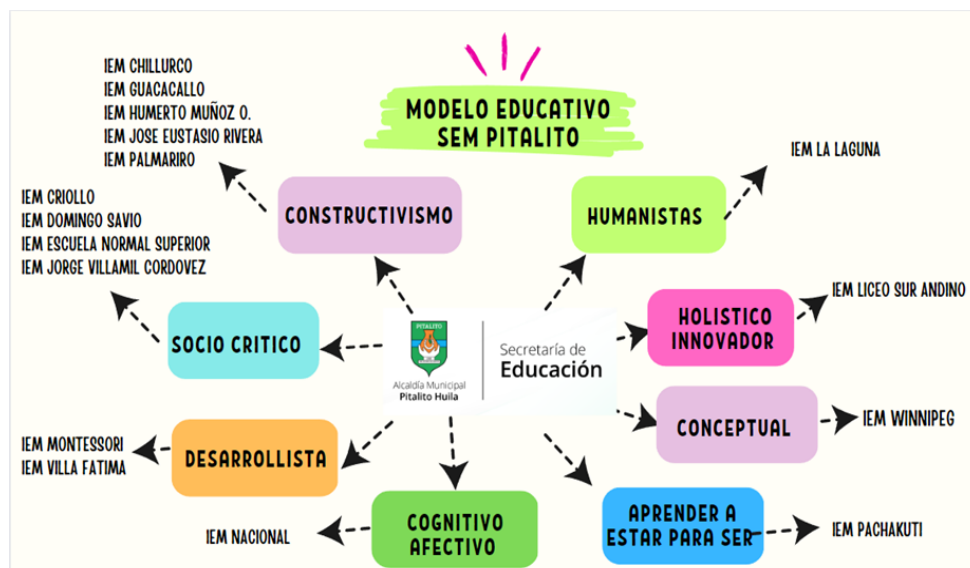 MODELO EDUCATIVO
SEM PITALITO
IEM CHILLURCO
IEM GUACACALLO
IEM HUMERTO MUÑOZ O.
IEM JOSE EUSTASIO RIVERA
IEM PALMARIRO
CONSTRUCTIVISMO
HUMANISTAS
IEM LA LAGUNA
IEM CRIOLLO
IEM DOMINGO SAVIO
IEM ESCUELA NORMAL SUPERIOR
IEM JORGE VILLAMIL CORDOVEZ
SOCIO CRITICO
HOLISTICO
INNOVADOR
IEM LICEO SUR ANDINO
PITALITO
Alcaldía Municipal
Pitalito Huila
Secretaría de
Educación
IEM MONTESSORI
IEM VILLA FATIMA
DESARROLLISTA
CONCEPTUAL
IEM WINNIPEG
IEM NACIONAL
COGNITIVO
AFECTIVO
APRENDER A
ESTAR PARA SER
IEM PACHAKUTI